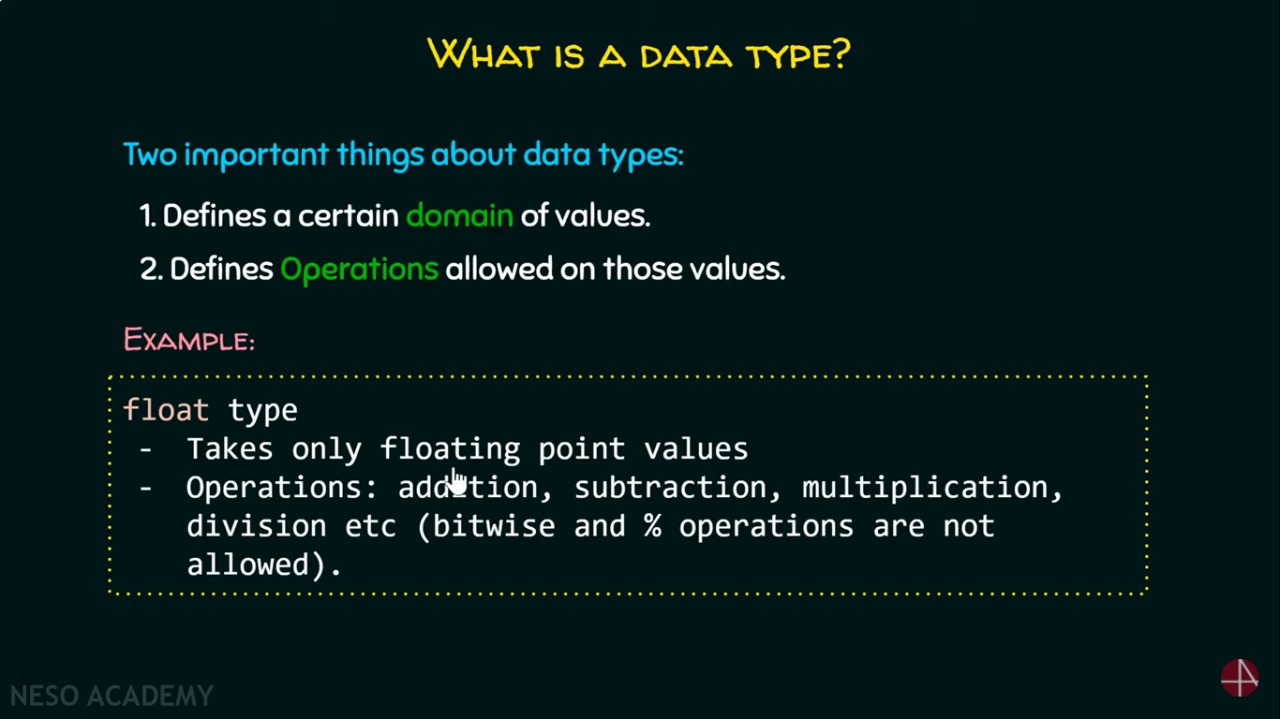 WHAT IS A DATA TYPE?
Two important things about data types:
1. Defines a certain domain of values.
2. Defines Operations allowed on those values.
EXAMPLE:
float type
- Takes only floating point values
- Operations: addition, subtraction, multiplication,
division etc (bitwise and % operations are not
allowed).
NESO ACADEMY